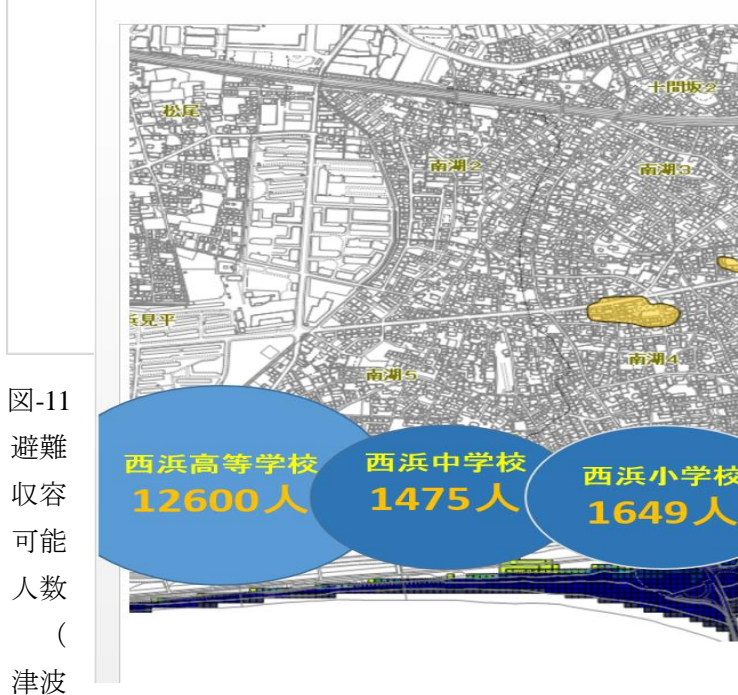 松尾
十間坂2
南湖2
南湖3
浜見平
南湖4
南湖5
西浜高等学校
12600人
西浜中学校
1475人
西浜小学校
1649人
図-11
避難
収容
可能
人数
(
津波